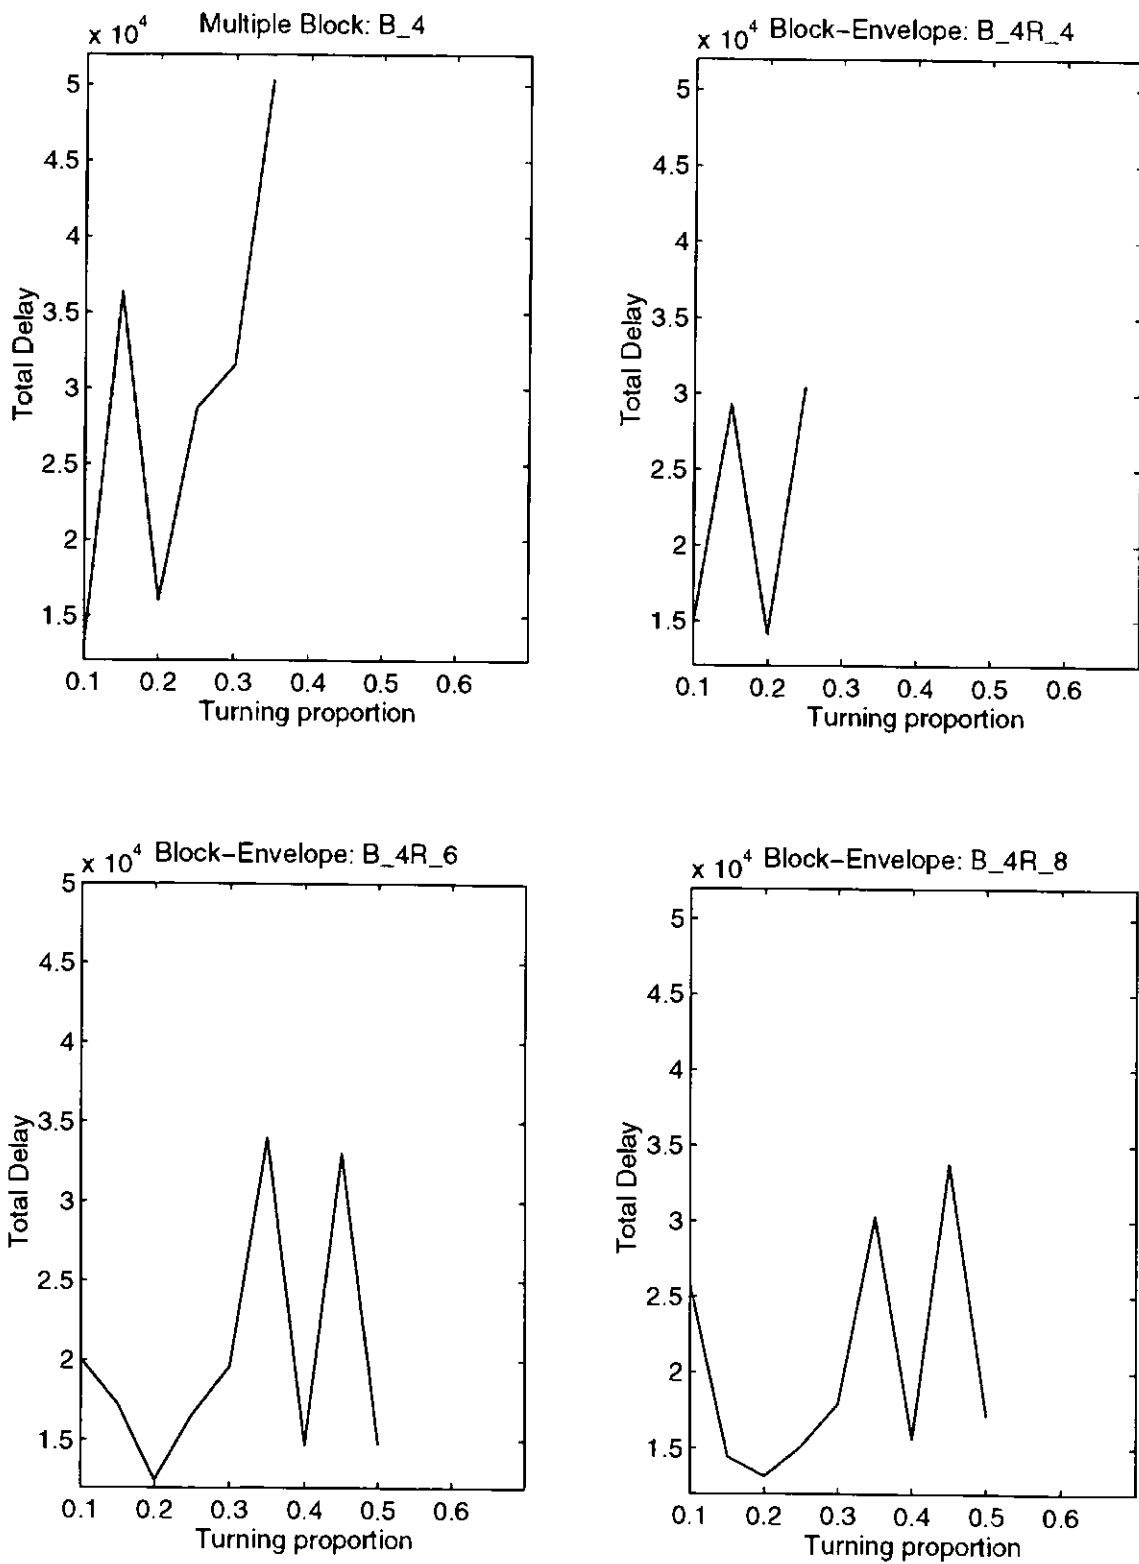 x 10^4 Multiple Block: B_4
5
4.5
4
3.5
3
2.5
2
1.5
Total Delay
0.1 0.2 0.3 0.4 0.5 0.6
Turning proportion
x 10^4 Block-Envelope: B_4R_4
5
4.5
4
3.5
3
2.5
2
1.5
Total Delay
0.1 0.2 0.3 0.4 0.5 0.6
Turning proportion
x 10^4 Block-Envelope: B_4R_6
5
4.5
4
3.5
3
2.5
2
1.5
Total Delay
0.1 0.2 0.3 0.4 0.5 0.6
Turning proportion
x 10^4 Block-Envelope: B_4R_8
5
4.5
4
3.5
3
2.5
2
1.5
Total Delay
0.1 0.2 0.3 0.4 0.5 0.6
Turning proportion